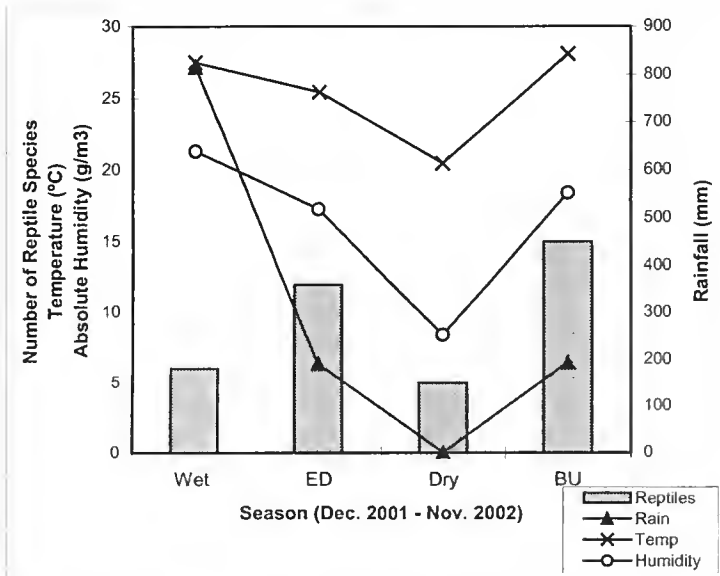 Number of Reptile Species
Temperature (ºC)
Absolute Humidity (g/m3)
30
25
20
15
10
5
0
900
800
700
600
500
400
300
200
100
0
Rainfall (mm)
Wet ED Dry BU
Season (Dec. 2001 - Nov. 2002)
Reptiles
Rain
Temp
Humidity